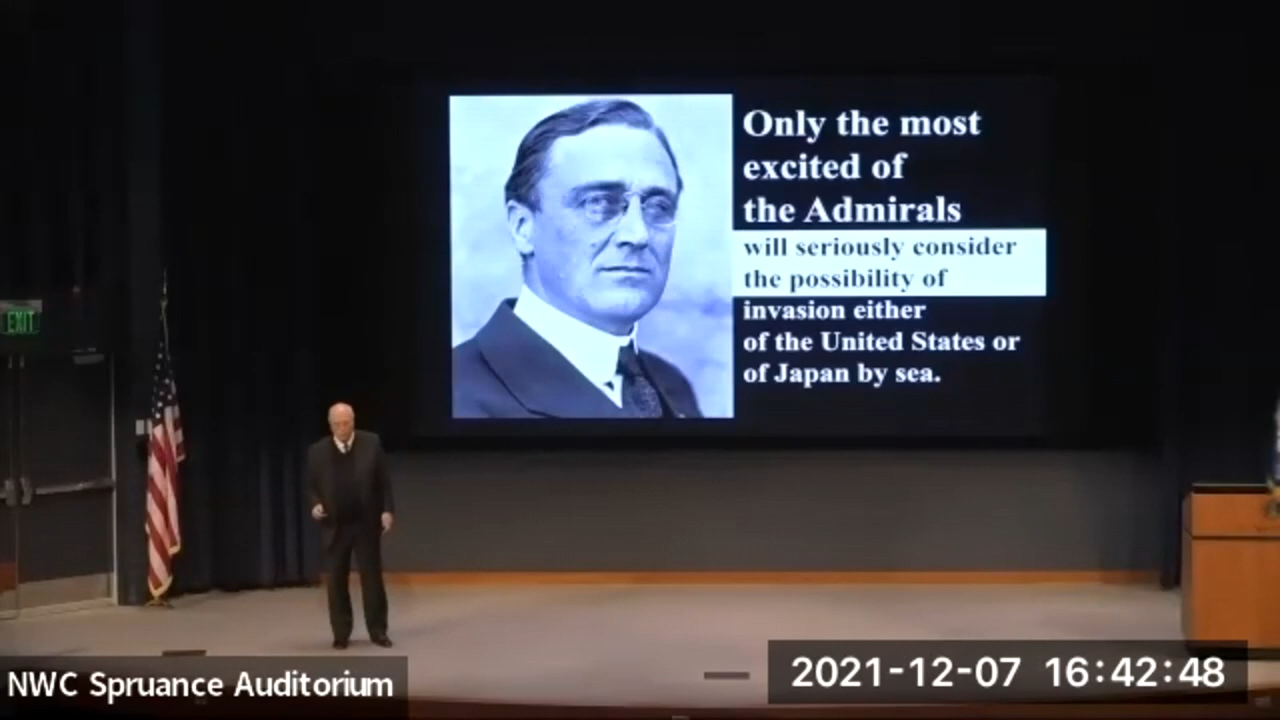 Only the most
excited of
the Admirals
will seriously consider
the possibility of
invasion either
of the United States or
of Japan by sea.
EXIT
NWC Spruance Auditorium
2021-12-07 16:42:48